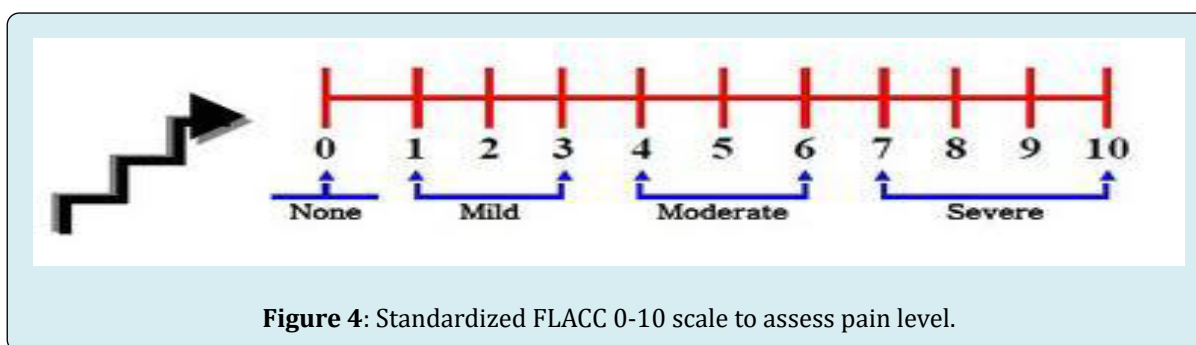 0 1 2 3 4 5 6 7 8 9 10
None Mild Moderate Severe
Figure 4: Standardized FLACC 0-10 scale to assess pain level.